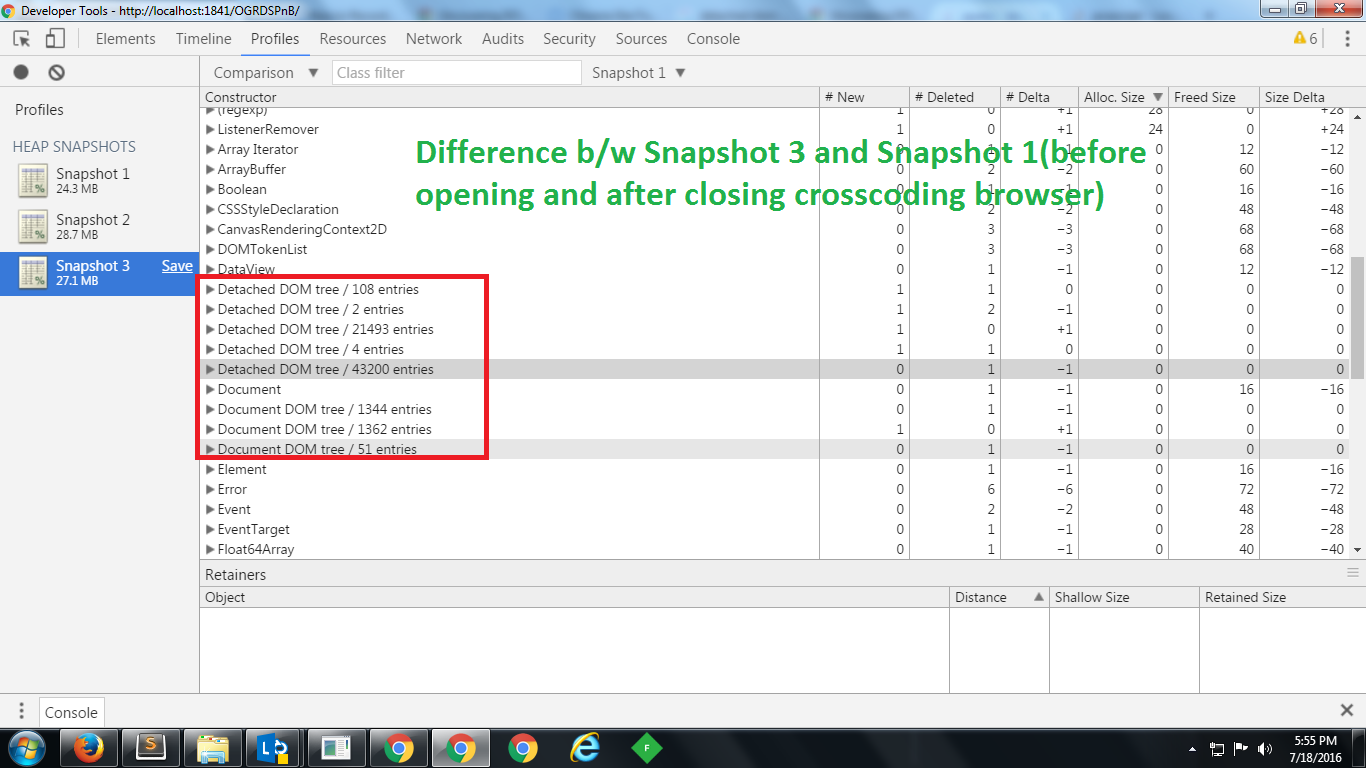 Developer Tools - http://localhost:1841/OGRDSPnB/
Elements Timeline Profiles Resources Network Audits Security Sources Console 6
Comparison Class filter Snapshot 1
Profiles
HEAP SNAPSHOTS
Snapshot 1
24.3 MB
Snapshot 2
28.7 MB
Snapshot 3 Save
27.1 MB
Constructor # New # Deleted # Delta Alloc. Size Freed Size Size Delta
(regexp) 1 0 +1 28 0 +28
ListenerRemover 1 0 +1 24 0 +24
Difference b/w Snapshot 3 and Snapshot 1(before
opening and after closing crosscoding browser)
Array Iterator 0 12 −12
ArrayBuffer 0 2 −2 0 60 −60
Boolean 0 16 −16
CSSStyleDeclaration 0 2 −2 0 48 −48
CanvasRenderingContext2D 0 3 −3 0 68 −68
DOMTokenList 0 3 −3 0 68 −68
DataView 0 1 −1 0 12 −12
Detached DOM tree / 108 entries 1 1 0 0 0 0
Detached DOM tree / 2 entries 1 2 −1 0 0 0
Detached DOM tree / 21493 entries 1 0 +1 0 0 0
Detached DOM tree / 4 entries 1 1 0 0 0 0
Detached DOM tree / 43200 entries 0 1 −1 0 0 0
Document 0 1 −1 0 16 −16
Document DOM tree / 1344 entries 0 1 −1 0 0 0
Document DOM tree / 1362 entries 1 0 +1 0 0 0
Document DOM tree / 51 entries 0 1 −1 0 0 0
Element 0 1 −1 0 16 −16
Error 0 6 −6 0 72 −72
Event 0 2 −2 0 48 −48
EventTarget 0 1 −1 0 28 −28
Float64Array 0 1 −1 0 40 −40
Retainers
Object Distance Shallow Size Retained Size
Console
5:55 PM
7/18/2016